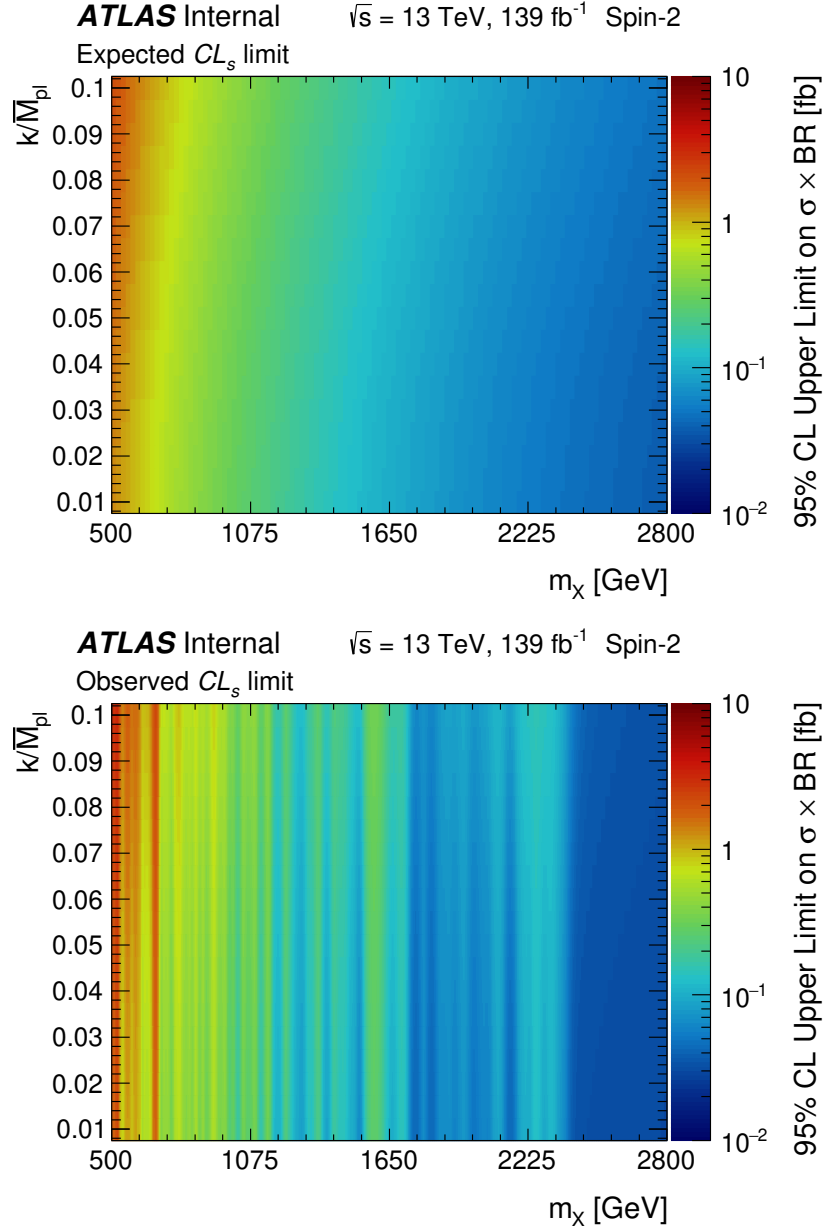 ATLAS Internal √s = 13 TeV, 139 fb⁻¹ Spin-2
Expected CLₛ limit
k/M̅pl
0.1
0.09
0.08
0.07
0.06
0.05
0.04
0.03
0.02
0.01
500 1075 1650 2225 2800
mX [GeV]
10
1
10⁻¹
10⁻²
95% CL Upper Limit on σ × BR [fb]
ATLAS Internal √s = 13 TeV, 139 fb⁻¹ Spin-2
Observed CLₛ limit
k/M̅pl
0.1
0.09
0.08
0.07
0.06
0.05
0.04
0.03
0.02
0.01
500 1075 1650 2225 2800
mX [GeV]
10
1
10⁻¹
10⁻²
95% CL Upper Limit on σ × BR [fb]